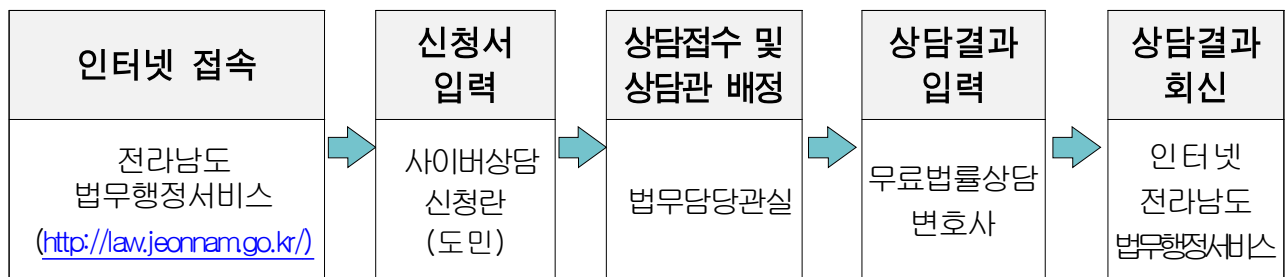 인터넷 접속
전라남도
법무행정서비스
(http://law.jeonnam.go.kr/)
신청서
입력
사이버상담
신청란
(도민)
상담접수 및
상담관 배정
법무담당관실
상담결과
입력
무료법률상담
변호사
상담결과
회신
인터넷
전라남도
법무행정서비스